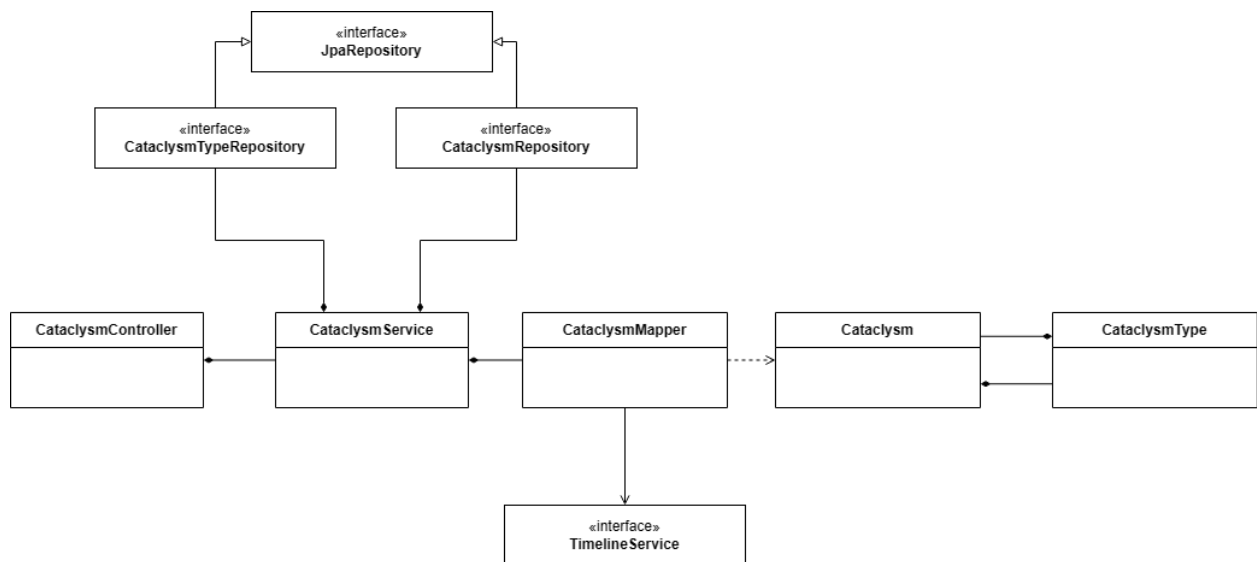 «interface»
JpaRepository
«interface»
CataclysmTypeRepository
«interface»
CataclysmRepository
CataclysmController
CataclysmService
CataclysmMapper
Cataclysm
CataclysmType
«interface»
TimelineService